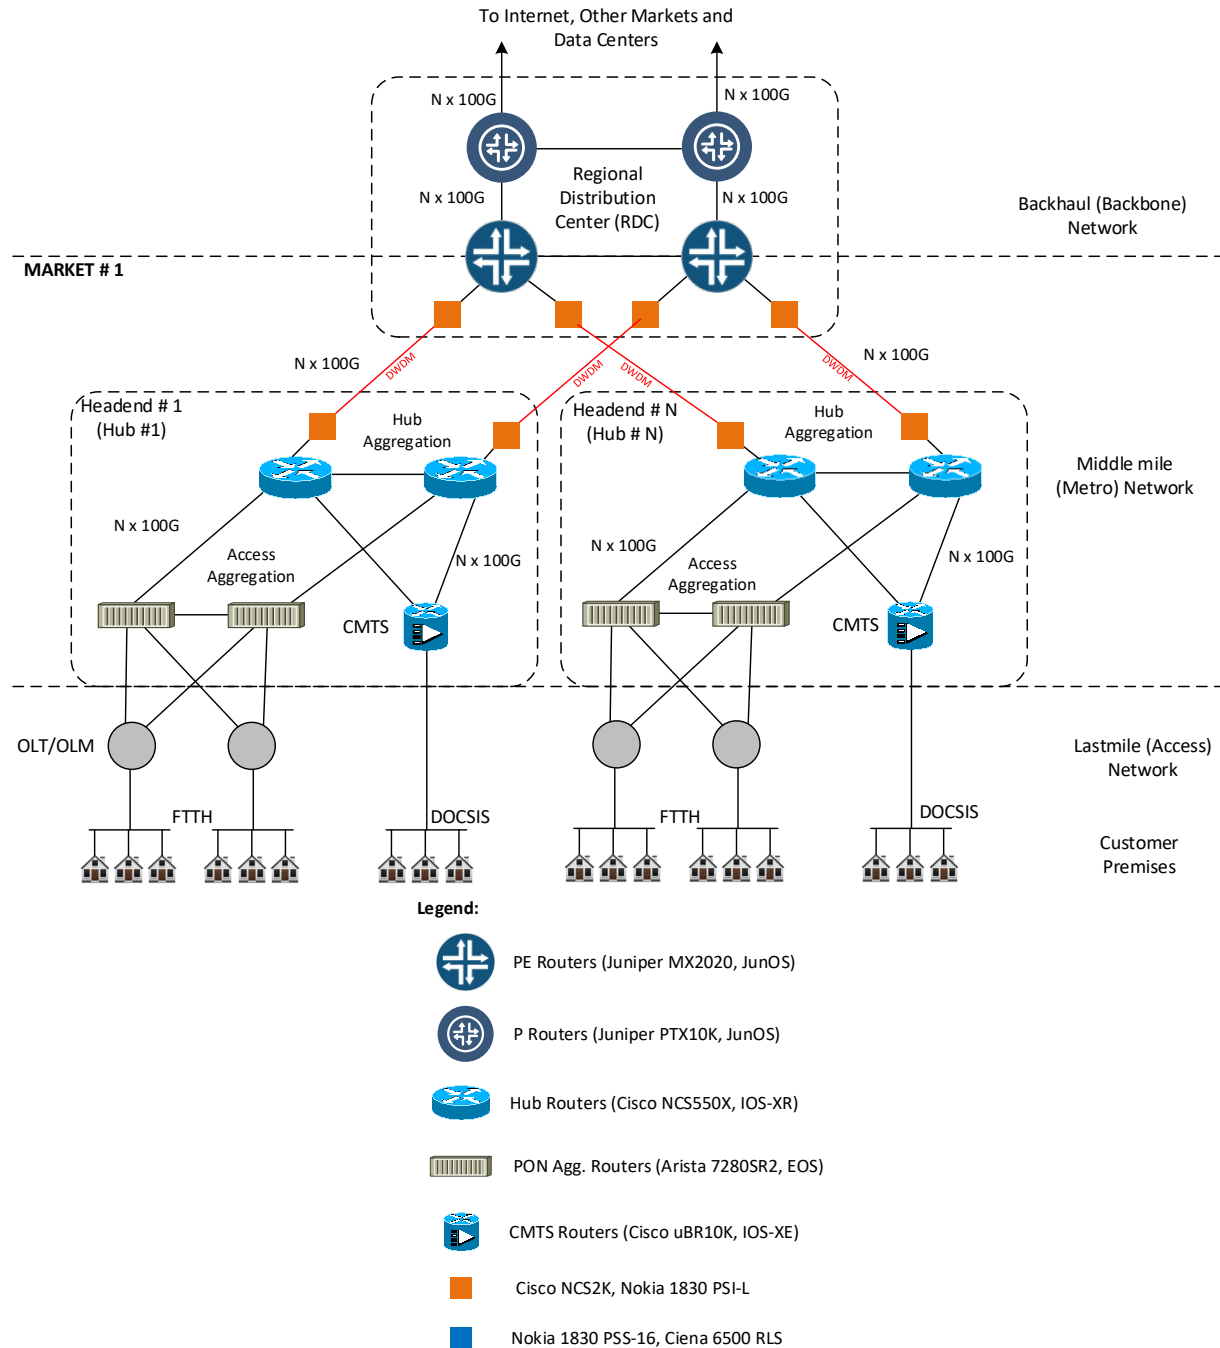 To Internet, Other Markets and
Data Centers
N x 100G
N x 100G
Regional
Distribution
Center (RDC)
N x 100G
N x 100G
Backhaul (Backbone)
Network
MARKET # 1
N x 100G
DWDM
DWDM
DWDM
DWDM
N x 100G
Headend # 1
(Hub #1)
Hub
Aggregation
Headend # N
(Hub # N)
Hub
Aggregation
Middle mile
(Metro) Network
N x 100G
Access
Aggregation
N x 100G
CMTS
N x 100G
Access
Aggregation
N x 100G
CMTS
OLT/OLM
Lastmile (Access)
Network
FTTH
DOCSIS
FTTH
DOCSIS
Customer
Premises
Legend:
PE Routers (Juniper MX2020, JunOS)
P Routers (Juniper PTX10K, JunOS)
Hub Routers (Cisco NCS550X, IOS-XR)
PON Agg. Routers (Arista 7280SR2, EOS)
CMTS Routers (Cisco uBR10K, IOS-XE)
Cisco NCS2K, Nokia 1830 PSI-L
Nokia 1830 PSS-16, Ciena 6500 RLS